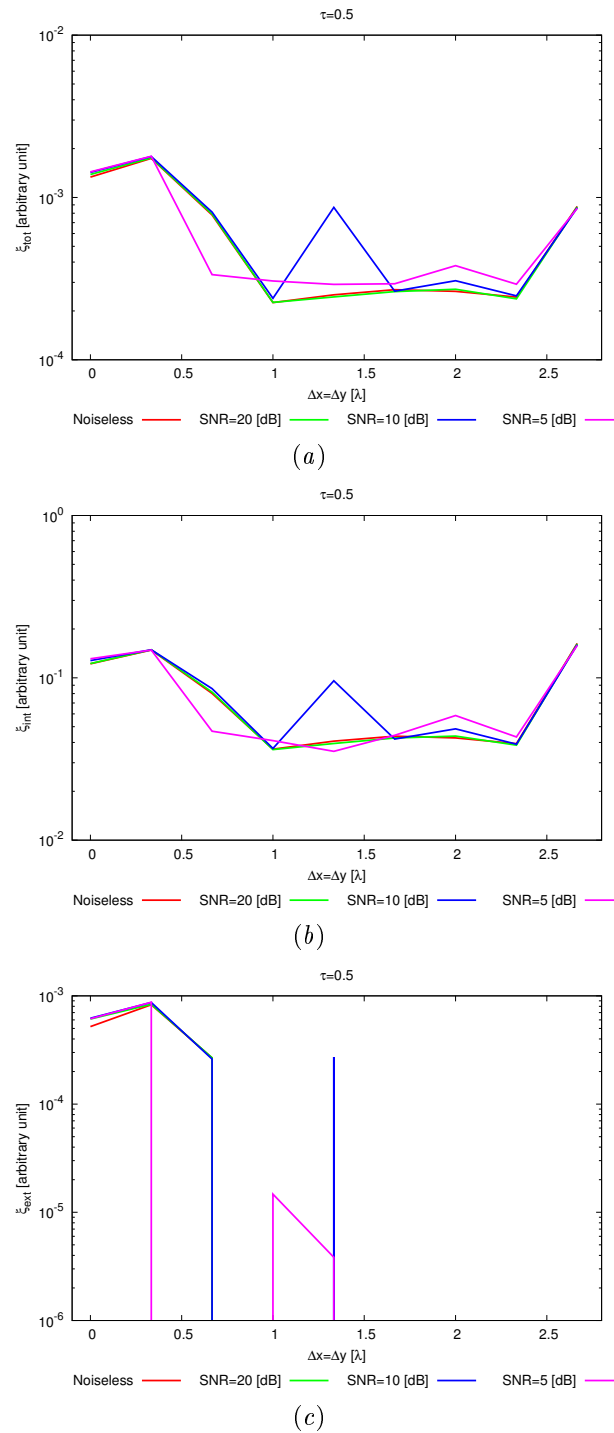 τ=0.5
10^-2
10^-3
10^-4
ξ_tot [arbitrary unit]
0 0.5 1 1.5 2 2.5
Δx=Δy [λ]
Noiseless SNR=20 [dB] SNR=10 [dB] SNR=5 [dB]
(a)
τ=0.5
10^0
10^-1
10^-2
ξ_int [arbitrary unit]
0 0.5 1 1.5 2 2.5
Δx=Δy [λ]
Noiseless SNR=20 [dB] SNR=10 [dB] SNR=5 [dB]
(b)
τ=0.5
10^-3
10^-4
10^-5
10^-6
ξ_ext [arbitrary unit]
0 0.5 1 1.5 2 2.5
Δx=Δy [λ]
Noiseless SNR=20 [dB] SNR=10 [dB] SNR=5 [dB]
(c)